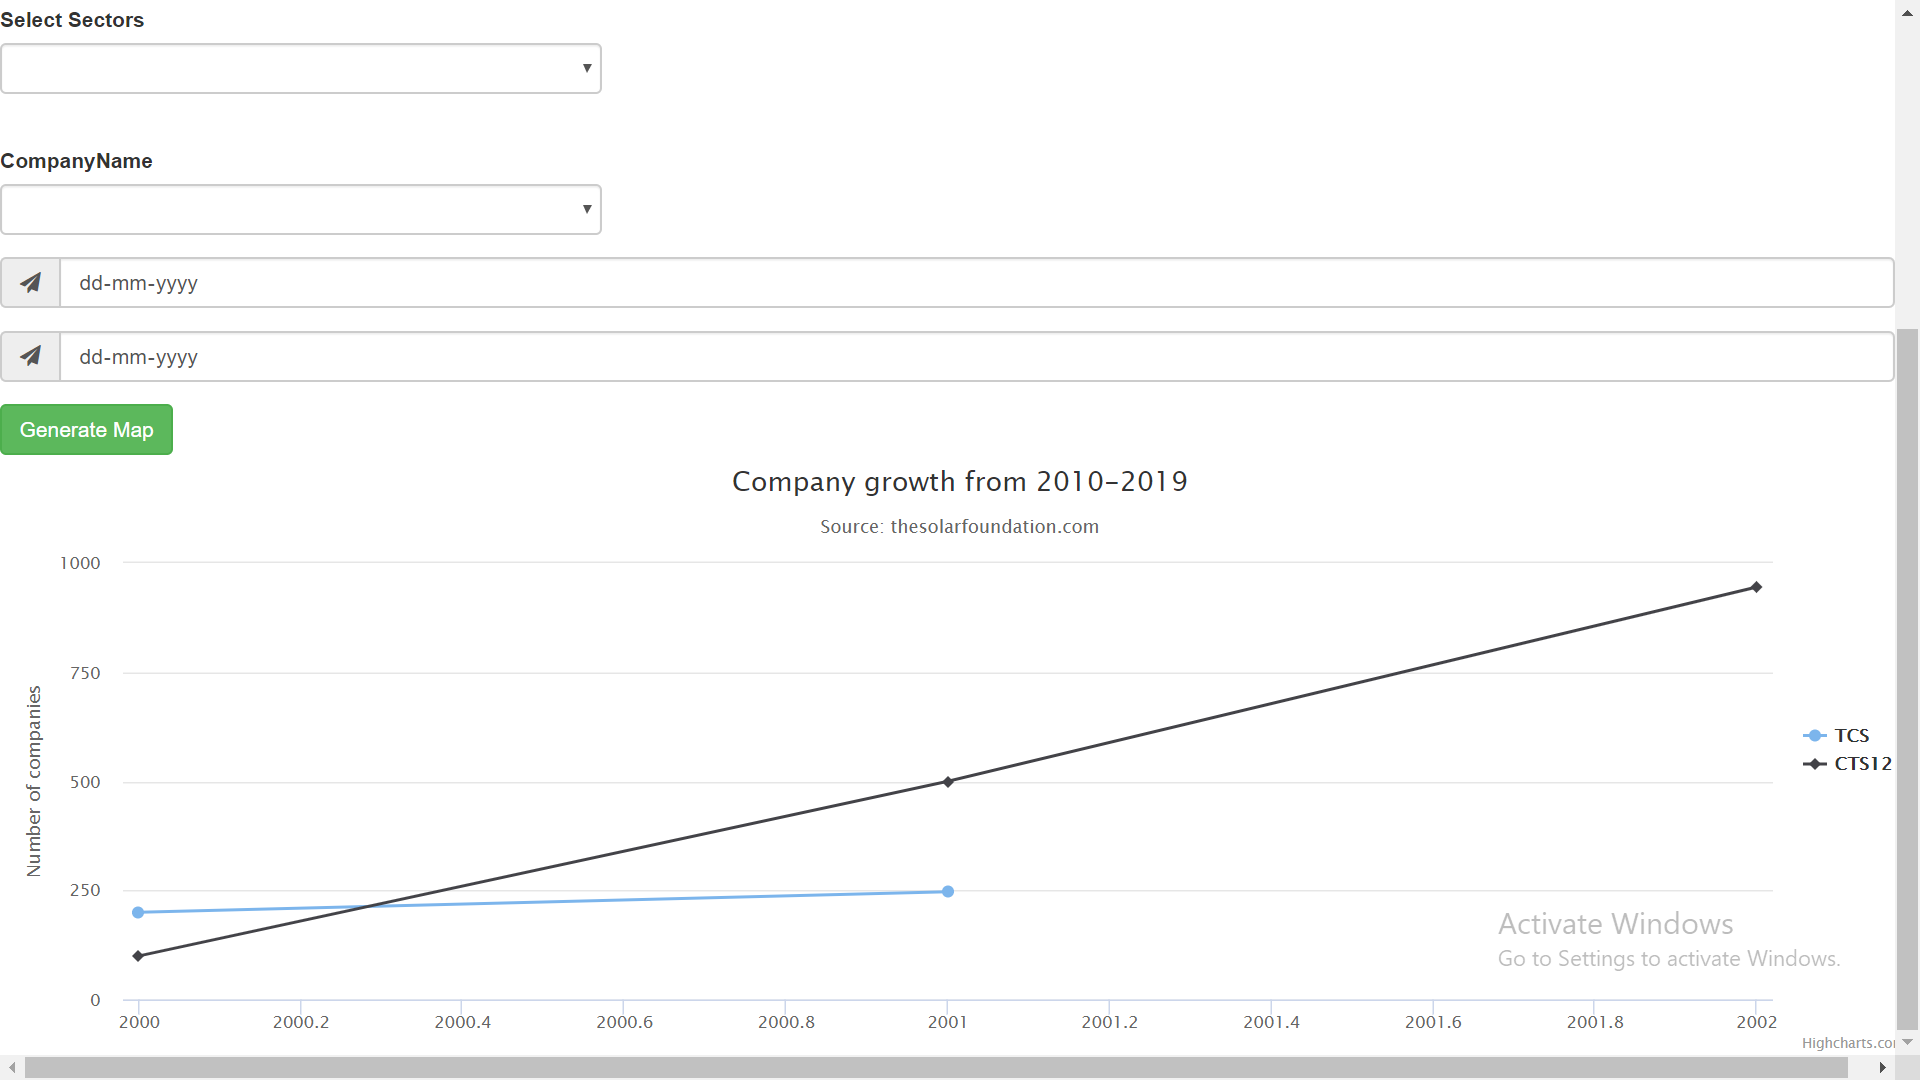 Select Sectors
CompanyName
dd-mm-yyyy
dd-mm-yyyy
Generate Map
Company growth from 2010-2019
Source: thesolarfoundation.com
1000
750
500
250
0
Number of companies
TCS
CTS12
Activate Windows
Go to Settings to activate Windows.
2000 2000.2 2000.4 2000.6 2000.8 2001 2001.2 2001.4 2001.6 2001.8 2002
Highcharts.co